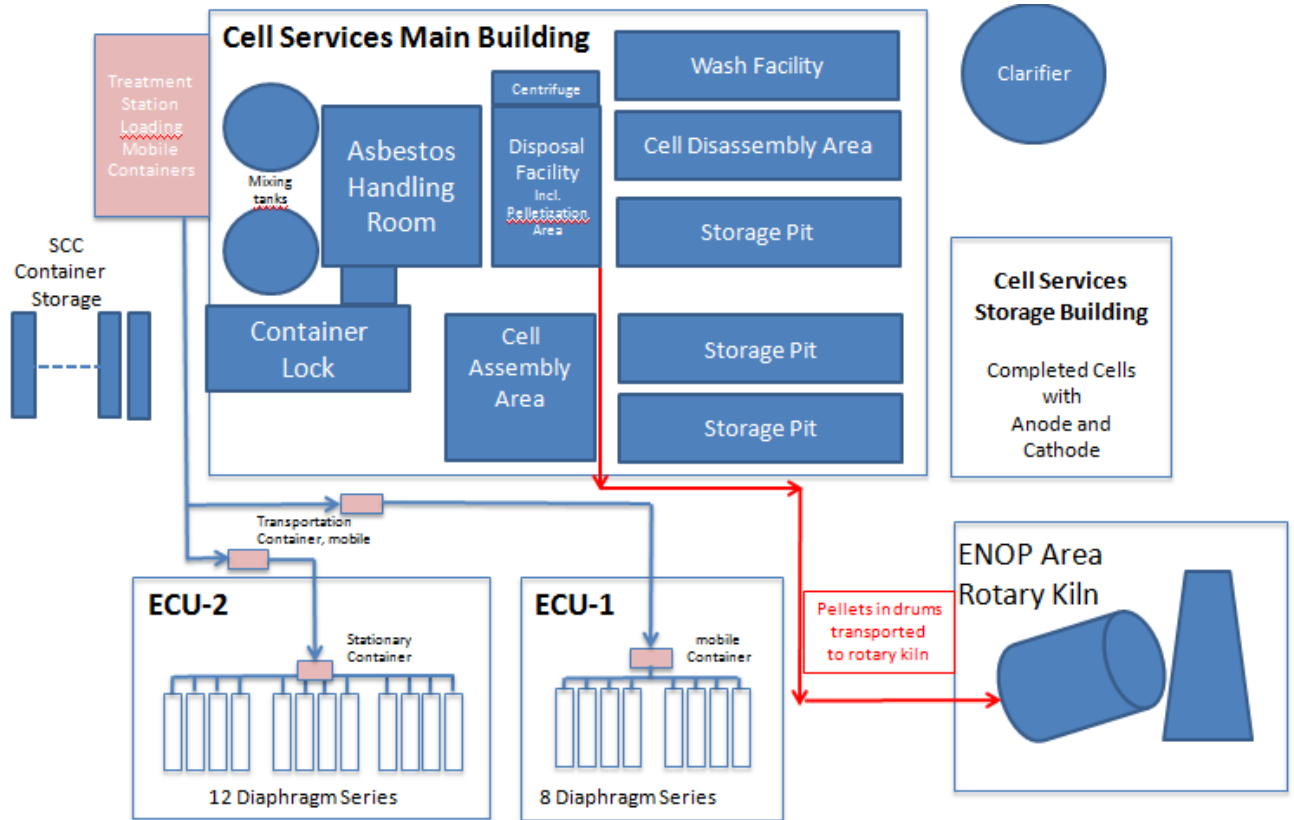 Cell Services Main Building
Treatment
Station
Loading
Mobile
Containers
Mixing
tanks
Asbestos
Handling
Room
Centrifuge
Disposal
Facility
Incl.
Pelletization
Area
Wash Facility
Cell Disassembly Area
Storage Pit
Clarifier
SCC
Container
Storage
Container
Lock
Cell
Assembly
Area
Storage Pit
Storage Pit
Cell Services
Storage Building
Completed Cells
with
Anode and
Cathode
Transportation
Container, mobile
ECU-2
Stationary
Container
12 Diaphragm Series
ECU-1
mobile
Container
8 Diaphragm Series
Pellets in drums
transported
to rotary kiln
ENOP Area
Rotary Kiln